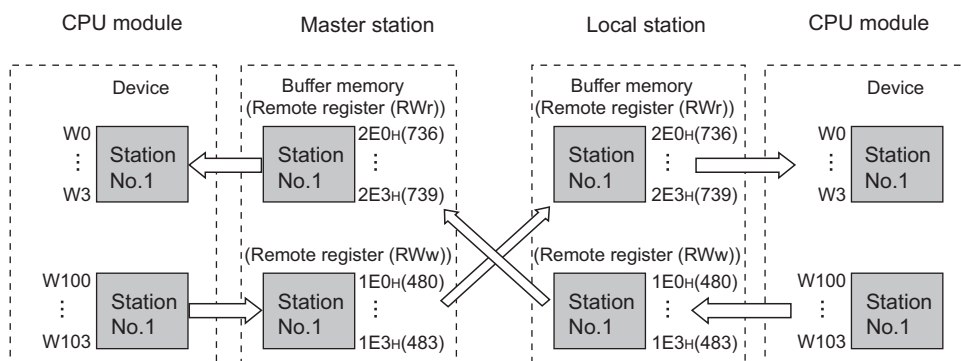 CPU module
Master station
Local station
CPU module
Device
Buffer memory
(Remote register (RWr))
Buffer memory
(Remote register (RWr))
Device
W0
⋮
W3
Station
No.1
Station
No.1
2E0H(736)
⋮
2E3H(739)
Station
No.1
2E0H(736)
⋮
2E3H(739)
W0
⋮
W3
Station
No.1
(Remote register (RWw))
(Remote register (RWw))
W100
⋮
W103
Station
No.1
Station
No.1
1E0H(480)
⋮
1E3H(483)
Station
No.1
1E0H(480)
⋮
1E3H(483)
W100
⋮
W103
Station
No.1